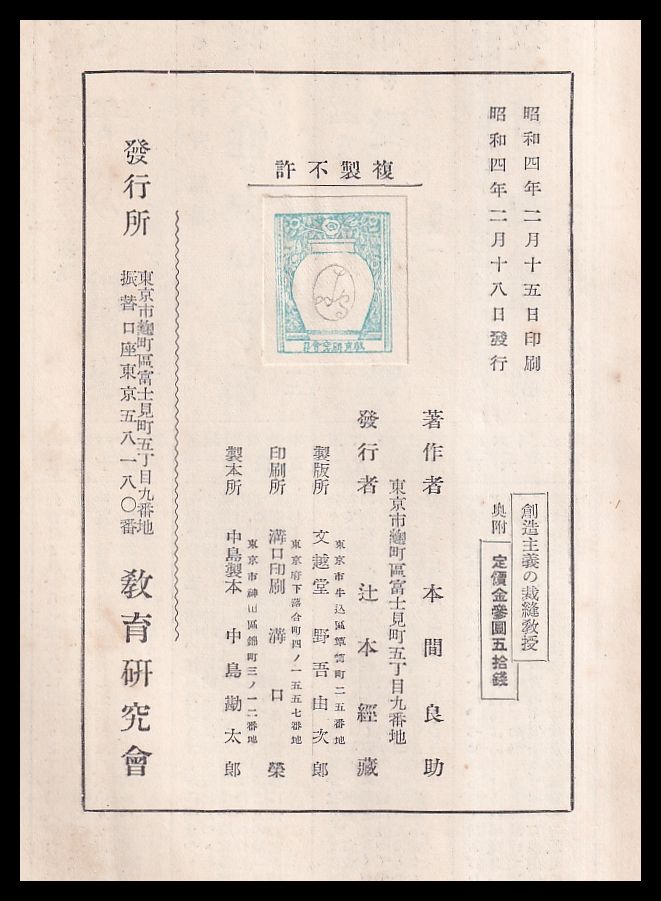 昭和四年二月十五日印刷
昭和四年二月十八日發行
創造主義の裁縫敎授
奧附
定價金參圓五拾錢
複製不許
著作者 本間良助
東京市麹町區富士見町五丁目九番地
發行者 辻本經藏
東京市牛込區 町二五番地
製版所 文越堂 野吾由次郎
東京府下落合町四ノ一五五七番地
印刷所 溝口印刷 溝口榮
東京市神田區錦町三ノ一二番地
製本所 中島製本 中島勘太郎
發行所
東京市麹町區富士見町五丁目九番地
振替口座東京五八一八〇番
敎育硏究會